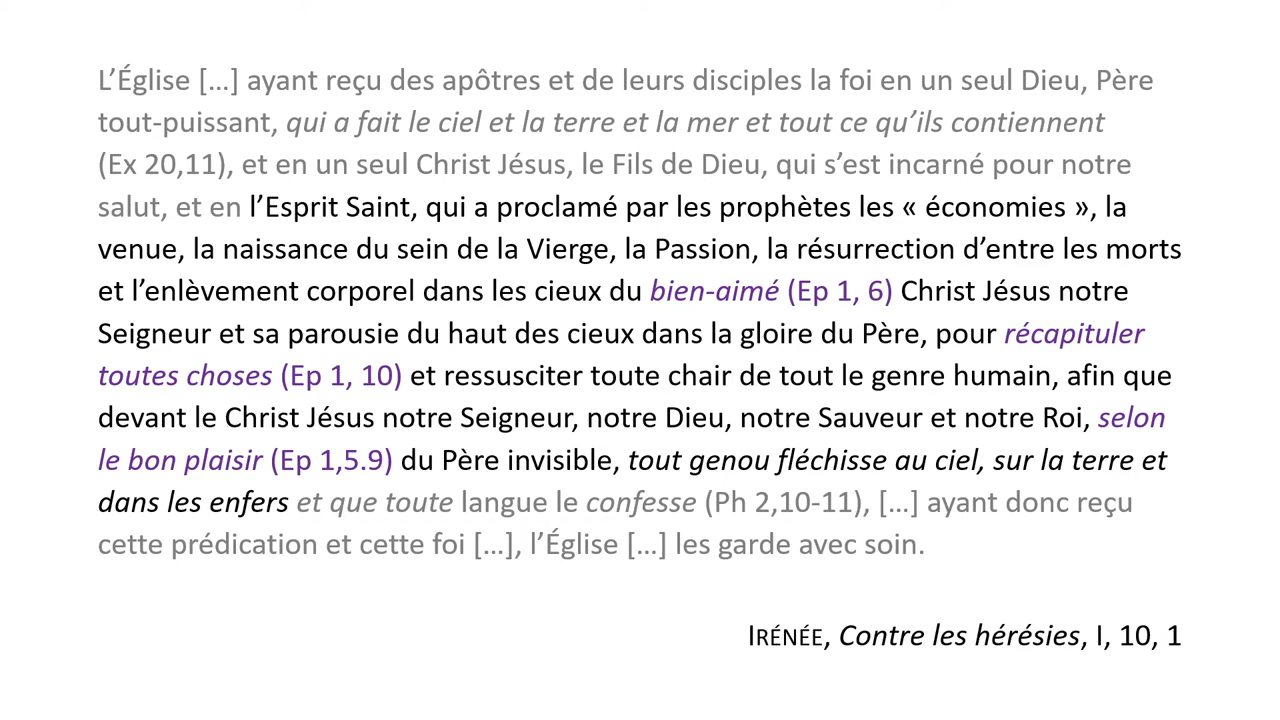 L’Église […] ayant reçu des apôtres et de leurs disciples la foi en un seul Dieu, Père
tout-puissant, qui a fait le ciel et la terre et la mer et tout ce qu’ils contiennent
(Ex 20,11), et en un seul Christ Jésus, le Fils de Dieu, qui s’est incarné pour notre
salut, et en l’Esprit Saint, qui a proclamé par les prophètes les « économies », la
venue, la naissance du sein de la Vierge, la Passion, la résurrection d’entre les morts
et l’enlèvement corporel dans les cieux du bien-aimé (Ep 1, 6) Christ Jésus notre
Seigneur et sa parousie du haut des cieux dans la gloire du Père, pour récapituler
toutes choses (Ep 1, 10) et ressusciter toute chair de tout le genre humain, afin que
devant le Christ Jésus notre Seigneur, notre Dieu, notre Sauveur et notre Roi, selon
le bon plaisir (Ep 1,5.9) du Père invisible, tout genou fléchisse au ciel, sur la terre et
dans les enfers et que toute langue le confesse (Ph 2,10-11), […] ayant donc reçu
cette prédication et cette foi […], l’Église […] les garde avec soin.
IRÉNÉE, Contre les hérésies, I, 10, 1